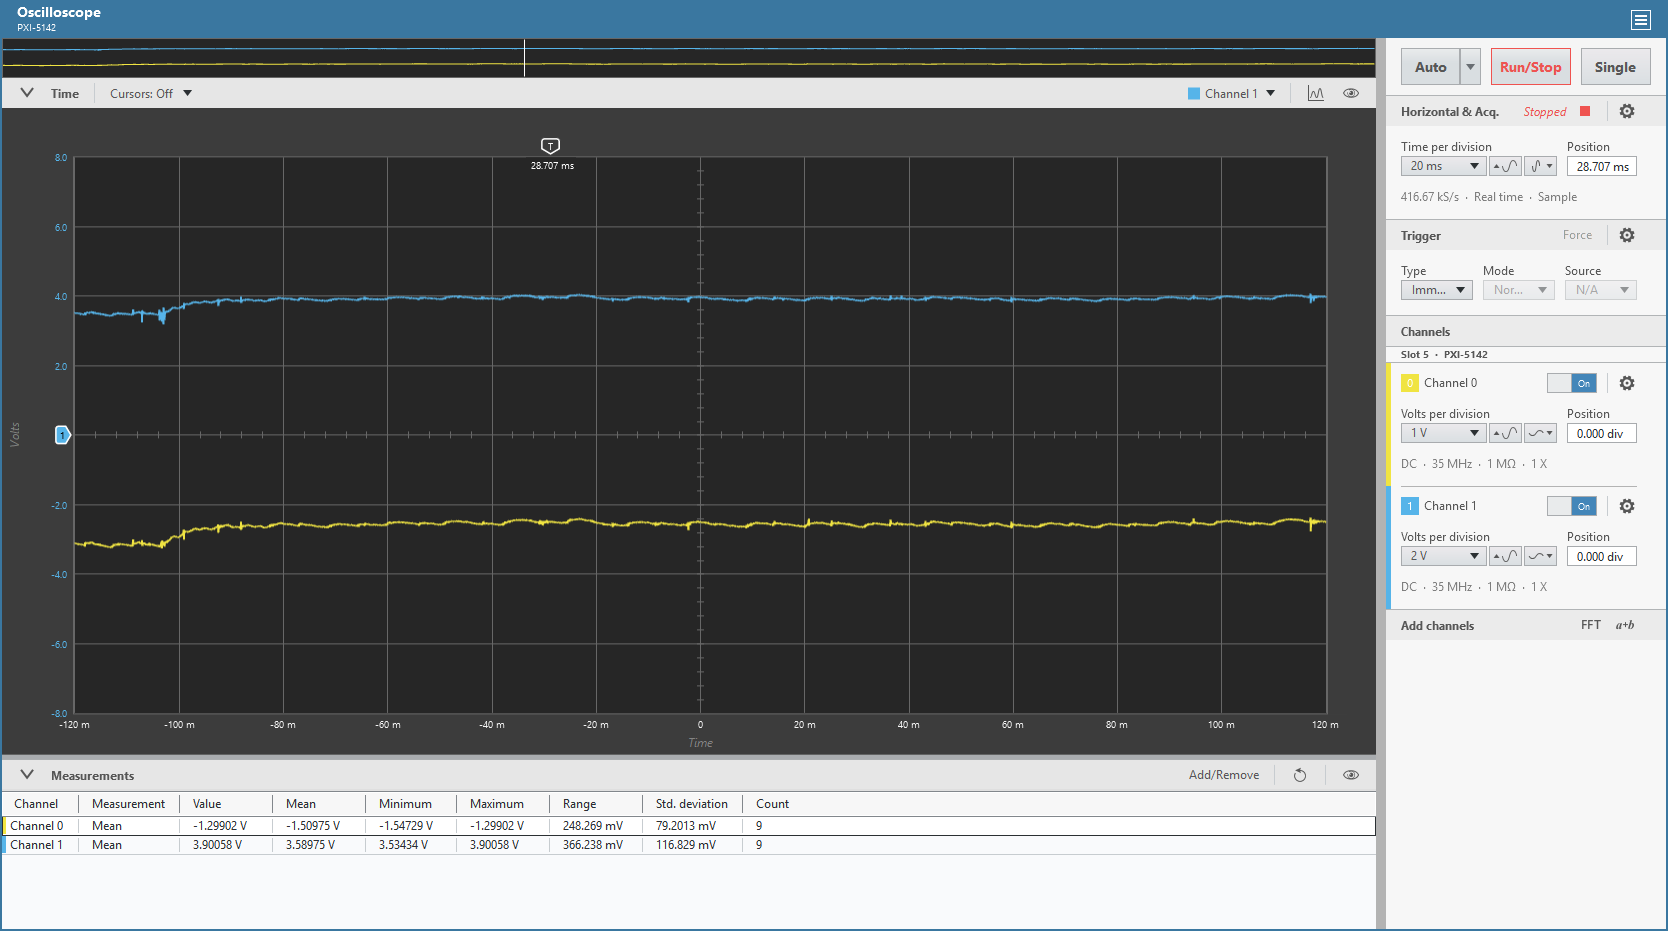 Oscilloscope
PXI-5142
Auto
Run/Stop
Single
Time
Cursors: Off
Channel 1
Horizontal & Acq.
Stopped
Time per division
Position
20 ms
28.707 ms
416.67 kS/s · Real time · Sample
Trigger
Force
Type
Mode
Source
Imm...
Nor...
N/A
Channels
Slot 5 · PXI-5142
0
Channel 0
On
Volts per division
Position
1 V
0.000 div
DC · 35 MHz · 1 MΩ · 1 X
1
Channel 1
On
Volts per division
Position
2 V
0.000 div
DC · 35 MHz · 1 MΩ · 1 X
Add channels
FFT
a+b
T
28.707 ms
8.0
6.0
4.0
2.0
1
-2.0
-4.0
-6.0
-8.0
Volts
-120 m
-100 m
-80 m
-60 m
-40 m
-20 m
0
20 m
40 m
60 m
80 m
100 m
120 m
Time
Measurements
Add/Remove
Channel Measurement Value Mean Minimum Maximum Range Std. deviation Count
Channel 0 Mean -1.29902 V -1.50975 V -1.54729 V -1.29902 V 248.269 mV 79.2013 mV 9
Channel 1 Mean 3.90058 V 3.58975 V 3.53434 V 3.90058 V 366.238 mV 116.829 mV 9